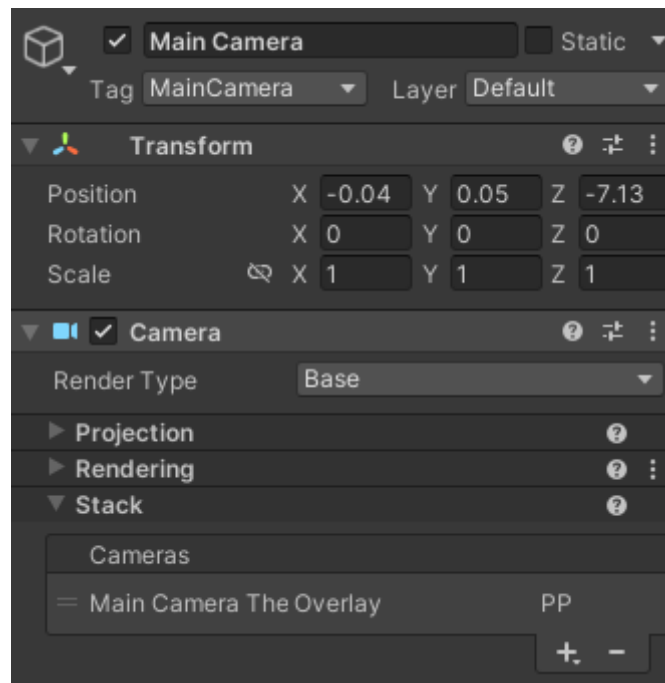 Main Camera Static
Tag MainCamera Layer Default
Transform
Position X -0.04 Y 0.05 Z -7.13
Rotation X 0 Y 0 Z 0
Scale X 1 Y 1 Z 1
Camera
Render Type Base
Projection
Rendering
Stack
Cameras
Main Camera The Overlay PP